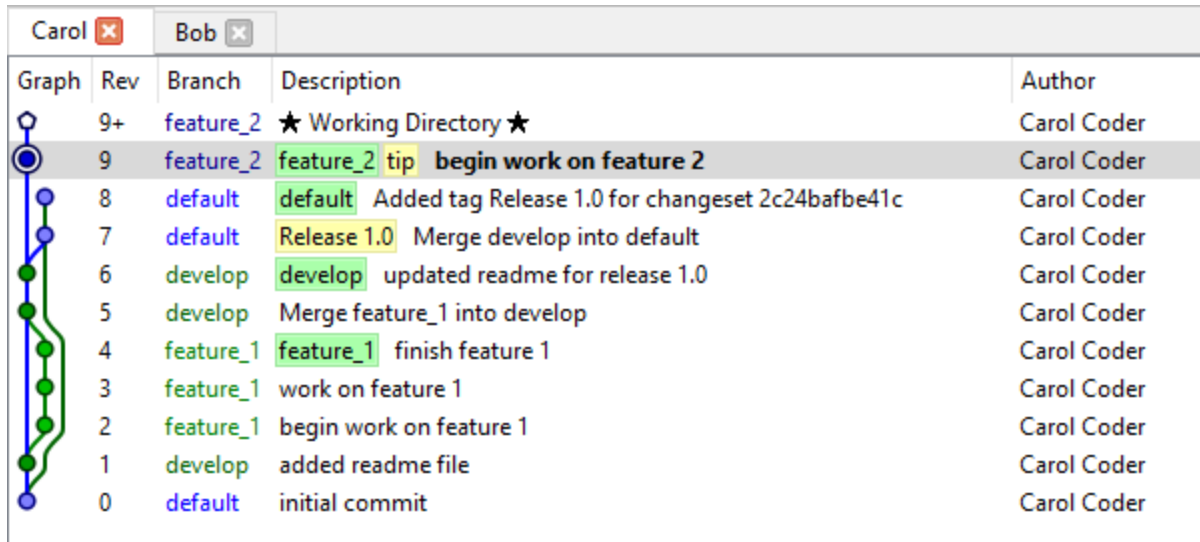 Carol Bob
Graph Rev Branch Description Author
9+ feature_2 ★ Working Directory ★ Carol Coder
9 feature_2 feature_2 tip begin work on feature 2 Carol Coder
8 default default Added tag Release 1.0 for changeset 2c24bafbe41c Carol Coder
7 default Release 1.0 Merge develop into default Carol Coder
6 develop develop updated readme for release 1.0 Carol Coder
5 develop Merge feature_1 into develop Carol Coder
4 feature_1 feature_1 finish feature 1 Carol Coder
3 feature_1 work on feature 1 Carol Coder
2 feature_1 begin work on feature 1 Carol Coder
1 develop added readme file Carol Coder
0 default initial commit Carol Coder